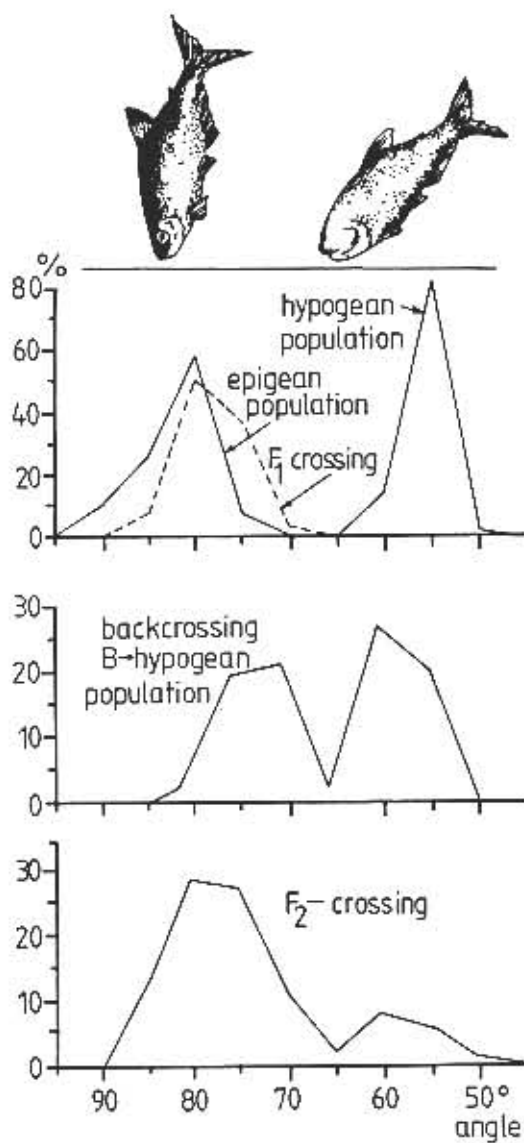 %
80
60
40
20
0
hypogean
population
epigean
population
F1 crossing
30
20
10
0
backcrossing
B→hypogean
population
30
20
10
0
F2- crossing
90 80 70 60 50°
angle